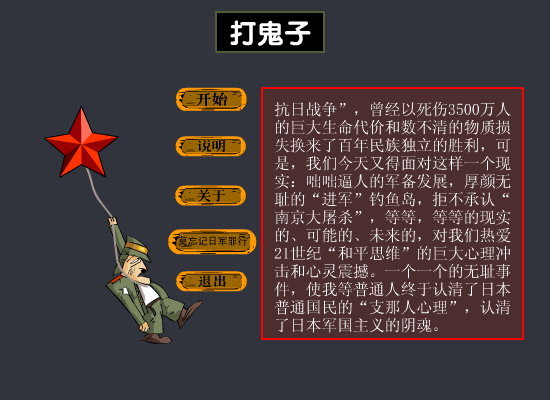 打鬼子
开始
说明
关于
莫忘记日军罪行
退出
抗日战争”，曾经以死伤3500万人
的巨大生命代价和数不清的物质损
失换来了百年民族独立的胜利，可
是，我们今天又得面对这样一个现
实：咄咄逼人的军备发展，厚颜无
耻的“进军”钓鱼岛，拒不承认“
南京大屠杀”，等等，等等的现实
的、可能的、未来的，对我们热爱
21世纪“和平思维”的巨大心理冲
击和心灵震撼。一个一个的无耻事
件，使我等普通人终于认清了日本
普通国民的“支那人心理”，认清
了日本军国主义的阴魂。